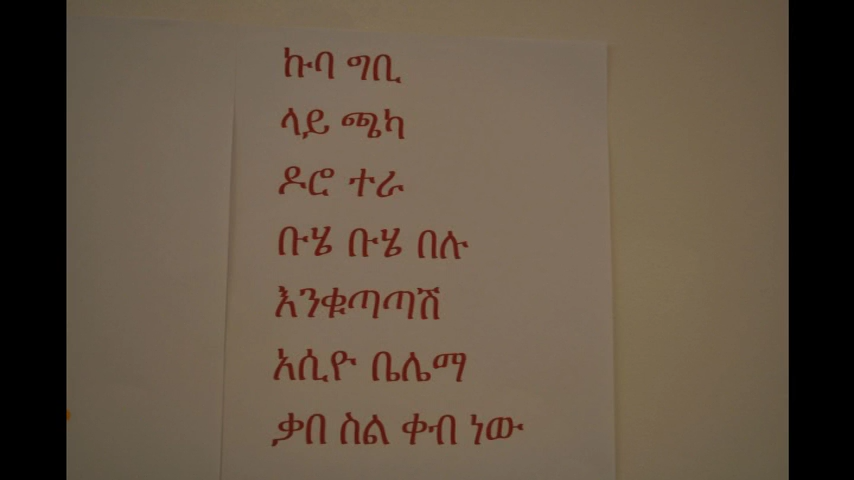 ኩባ ግቢ
ላይ ጫካ
ዶሮ ተራ
ቡሄ ቡሄ በሉ
እንቁጣጣሽ
አሲዮ ቤሌማ
ቃበ ስል ቀብ ነው